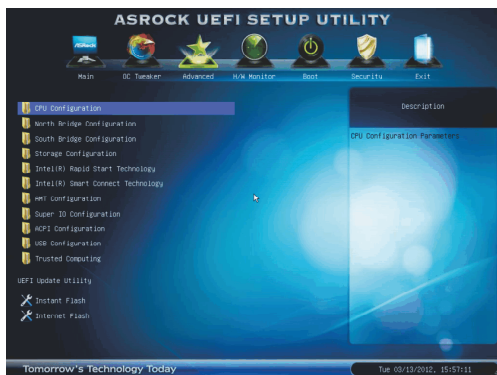 ASROCK UEFI SETUP UTILITY
ASRock
Main OC Tweaker Advanced H/W Monitor Boot Security Exit
CPU Configuration
North Bridge Configuration
South Bridge Configuration
Storage Configuration
Intel(R) Rapid Start Technology
Intel(R) Smart Connect Technology
AMT Configuration
Super IO Configuration
ACPI Configuration
USB Configuration
Trusted Computing
UEFI Update Utility
Instant Flash
Internet Flash
Description
CPU Configuration Parameters
Tomorrow's Technology Today
Tue 03/13/2012, 15:57:11